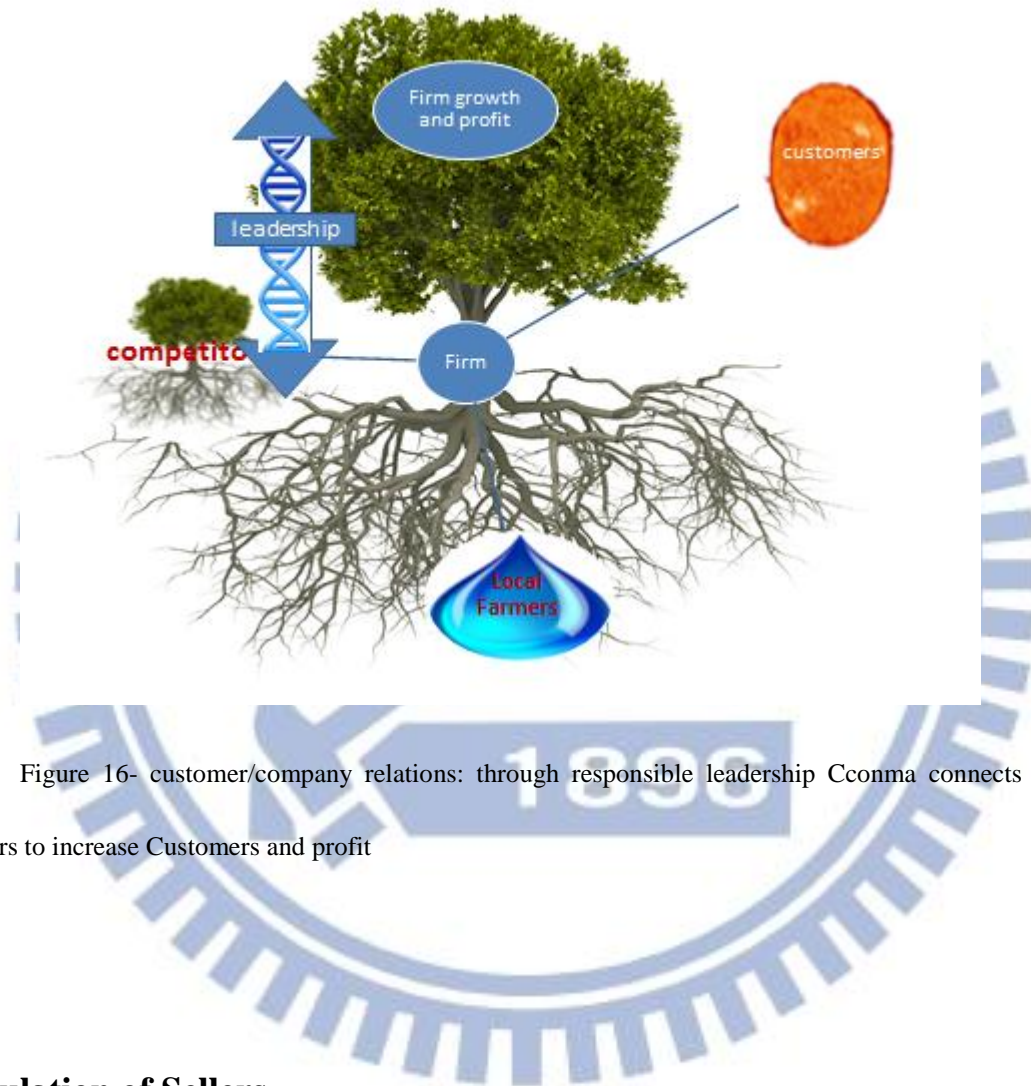 Firm growth
and profit
customers
leadership
competito
Firm
Local
Farmers
1896
Figure 16- customer/company relations: through responsible leadership Cconma connects
rs to increase Customers and profit
ulation of Sellers